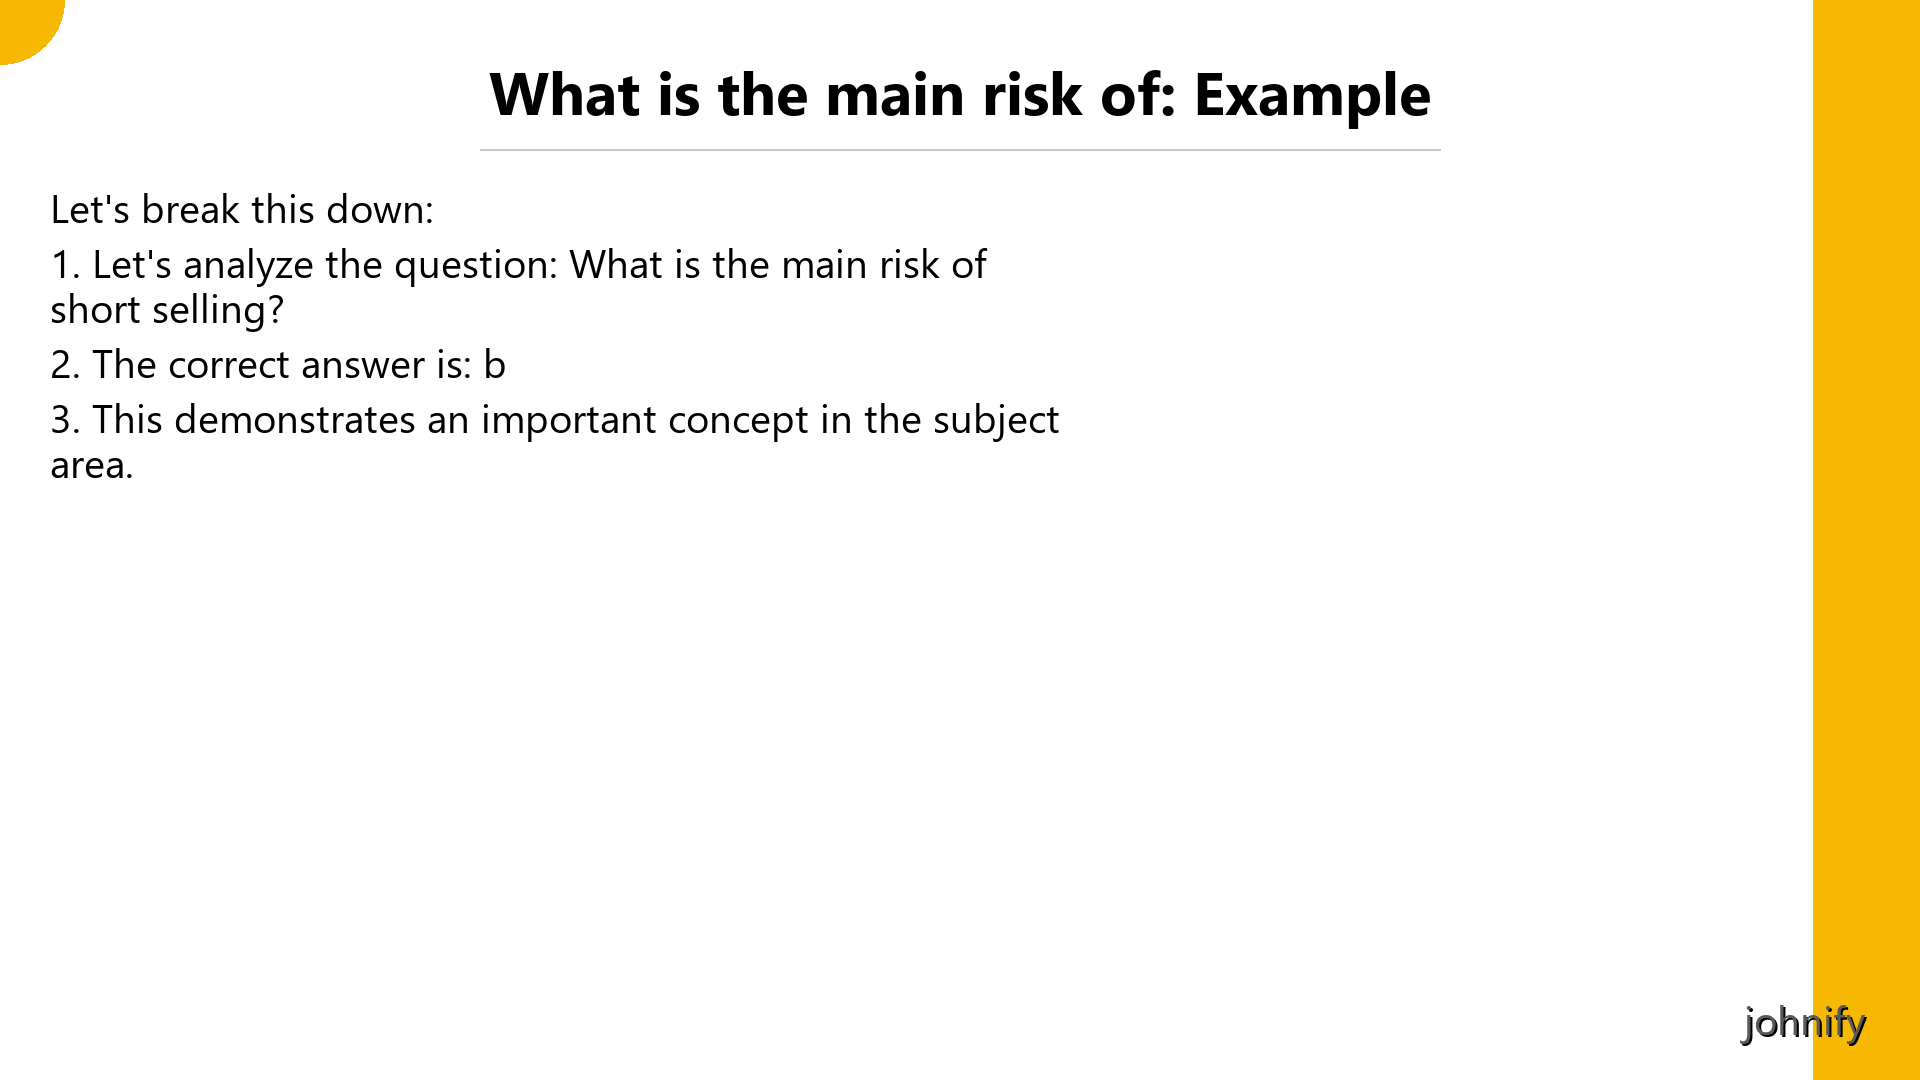 What is the main risk of: Example
Let's break this down:
1. Let's analyze the question: What is the main risk of
short selling?
2. The correct answer is: b
3. This demonstrates an important concept in the subject
area.
johnify